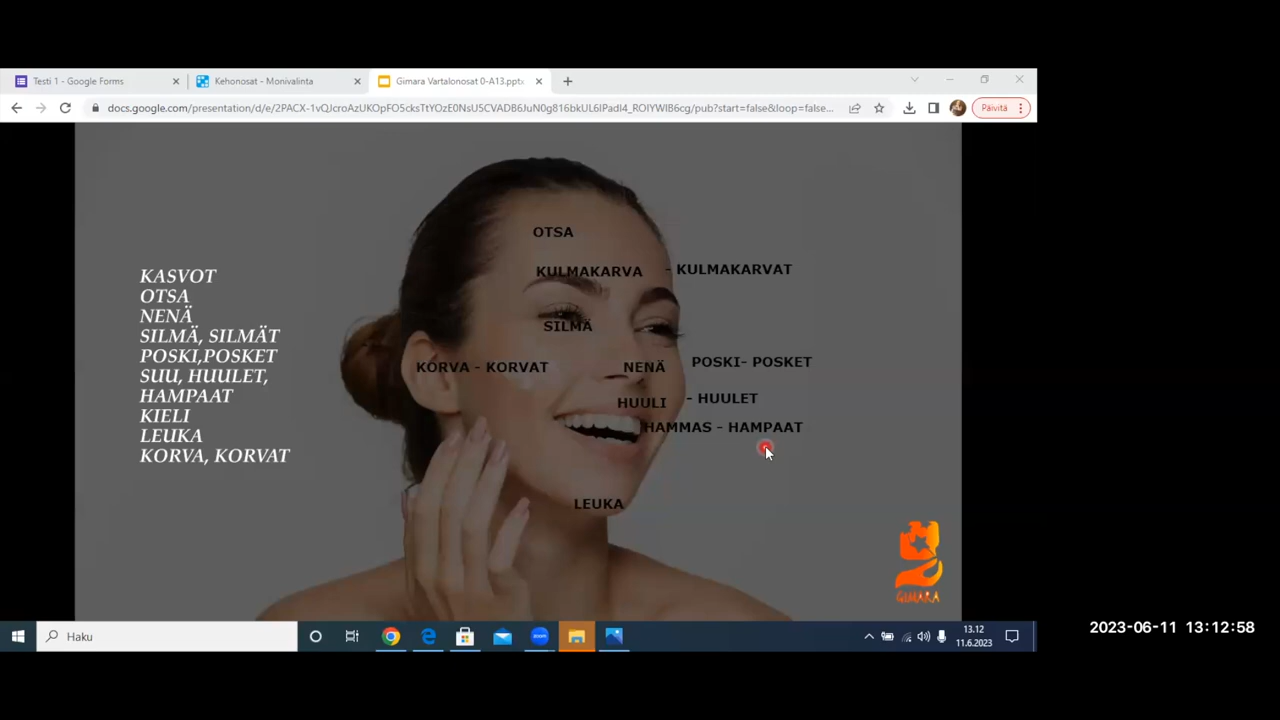 Testi 1 - Google Forms
Kehonosat - Monivalinta
Gimara Vartalonosat 0-A13.pptx
docs.google.com/presentation/d/e/2PACX-1vQJcroAzUKOpFO5cksTtYOzE0NsU5CVADB6JuN0g816bkUL6IPadI4_ROIYWIB6cg/pub?start=false&loop=false...
Päivitä
OTSA
KULMAKARVA - KULMAKARVAT
SILMÄ
KORVA - KORVAT
NENÄ
POSKI- POSKET
HUULI - HUULET
HAMMAS - HAMPAAT
LEUKA
KASVOT
OTSA
NENÄ
SILMÄ, SILMÄT
POSKI,POSKET
SUU, HUULET,
HAMPAAT
KIELI
LEUKA
KORVA, KORVAT
GIMARA
Haku
zoom
13.12
11.6.2023
2023-06-11 13:12:58